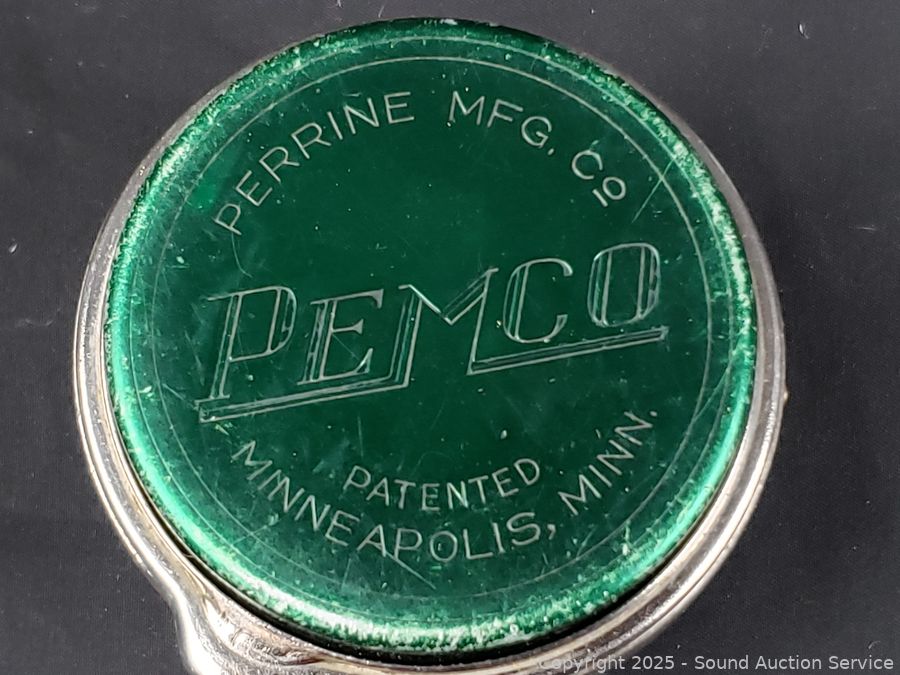 PERRINE MFG. Co
PEMCO
PATENTED
MINNEAPOLIS, MINN.
Copyright 2025 - Sound Auction Service